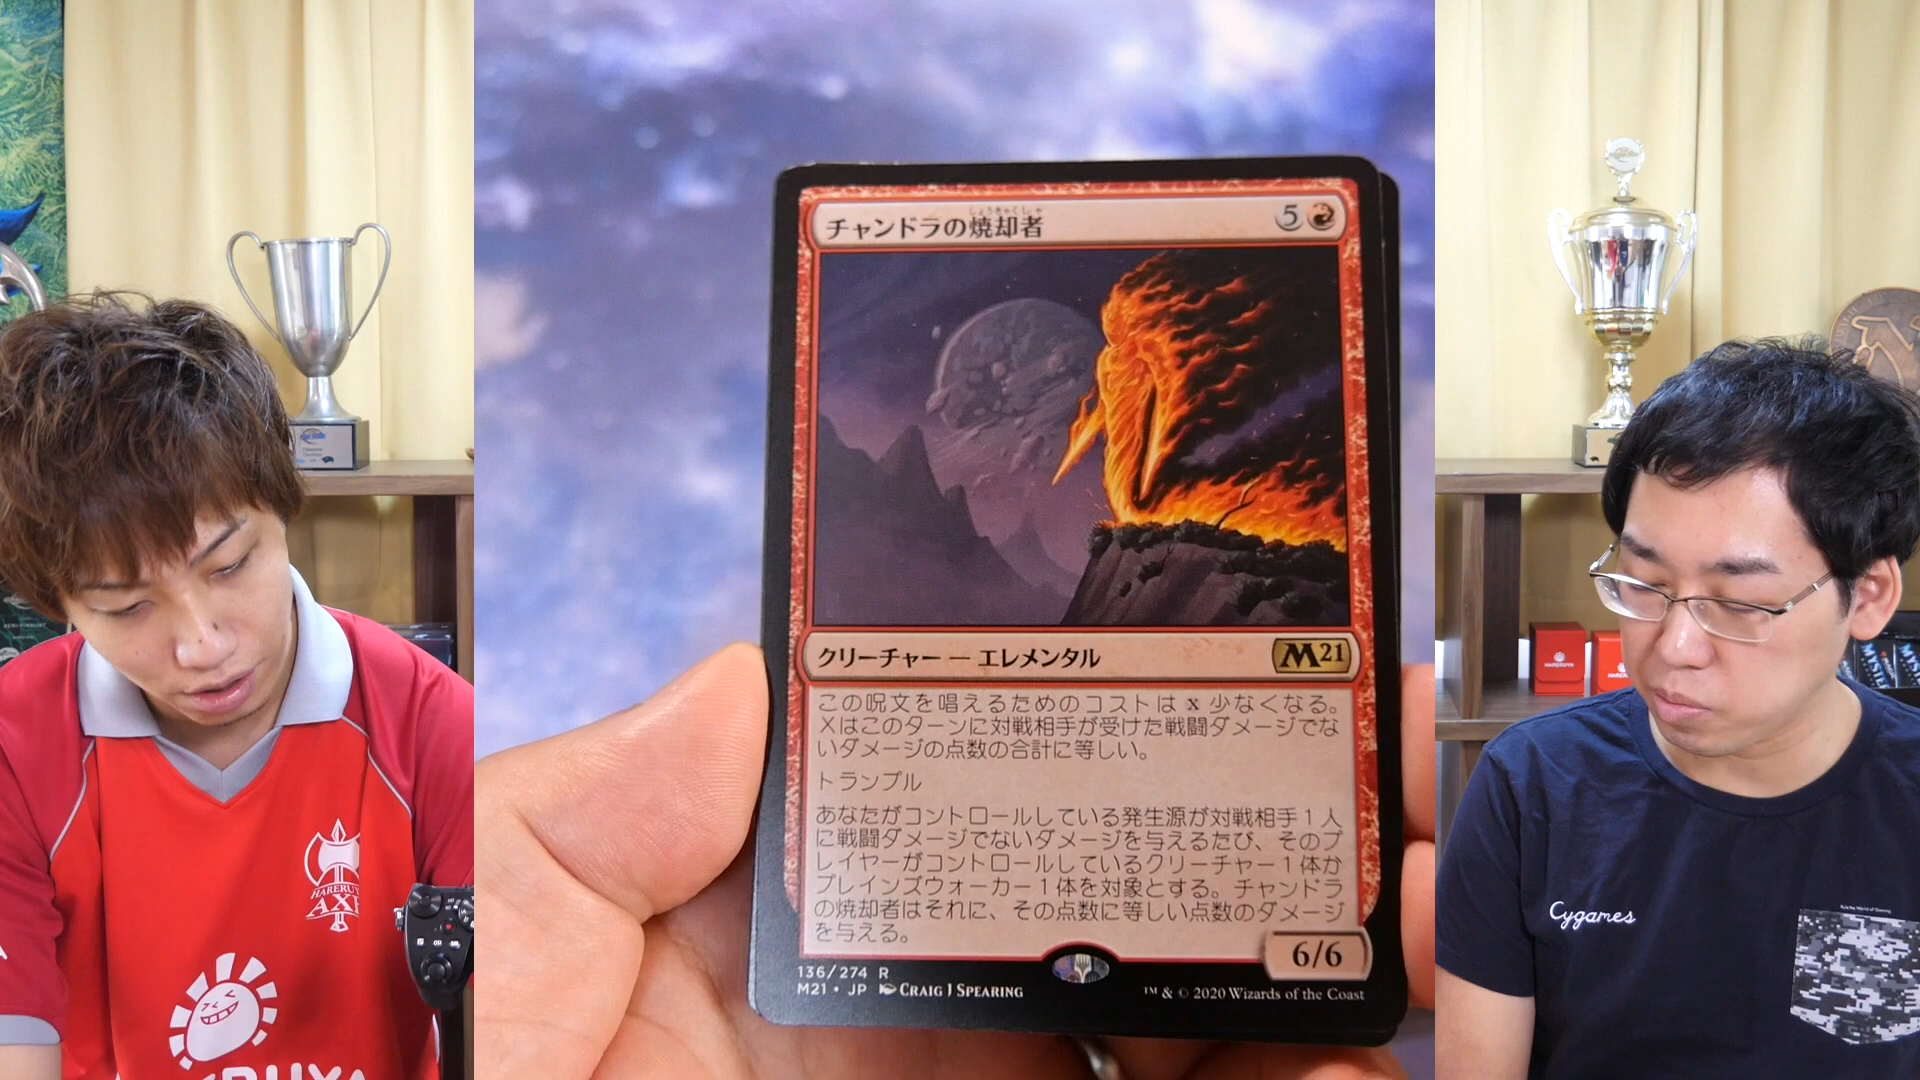 しょうきゃくしゃ
チャンドラの焼却者
5
クリーチャー — エレメンタル
M21
この呪文を唱えるためのコストは x 少なくなる。
Xはこのターンに対戦相手が受けた戦闘ダメージでな
いダメージの点数の合計に等しい。
トランプル
あなたがコントロールしている発生源が対戦相手1人
に戦闘ダメージでないダメージを与えるたび、そのプ
レイヤーがコントロールしているクリーチャー1体か
プレインズウォーカー1体を対象とする。チャンドラ
の焼却者はそれに、その点数に等しい点数のダメージ
を与える。
6/6
136/274 R
M21 • JP CRAIG J SPEARING
™ & © 2020 Wizards of the Coast
HARERUYA
AXE
Cygames
HARERUYA